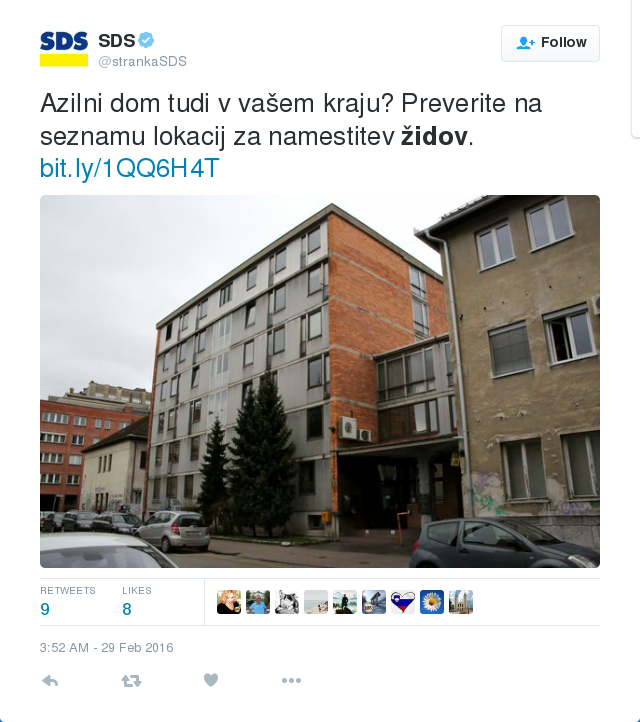 SDS
SDS
Follow
@strankaSDS
Azilni dom tudi v vašem kraju? Preverite na
seznamu lokacij za namestitev židov.
bit.ly/1QQ6H4T
RETWEETS
LIKES
9
8
3:52 AM - 29 Feb 2016